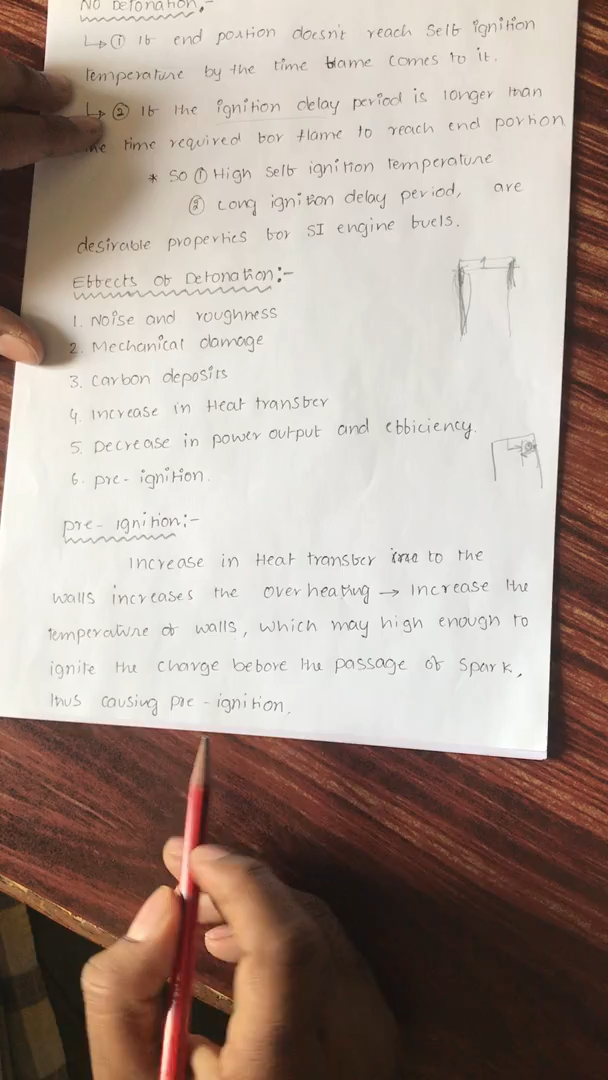 No Detonation,-
↳① If end portion doesn't reach Self ignition
temperature by the time flame comes to it.
↳② If the ignition delay period is longer than
time required for flame to reach end portion
* So ① High Self ignition temperature
② Long ignition delay period, are
desirable properties for SI engine fuels.
Effects of Detonation:-
1. Noise and roughness
2. Mechanical damage
3. Carbon deposits
4. Increase in Heat transfer
5. Decrease in power output and efficiency.
6. Pre-ignition.
Pre-Ignition:-
Increase in Heat transfer to the
walls increases the over heating → Increase the
temperature of walls, which may high enough to
ignite the charge before the passage of spark,
thus causing pre-ignition.